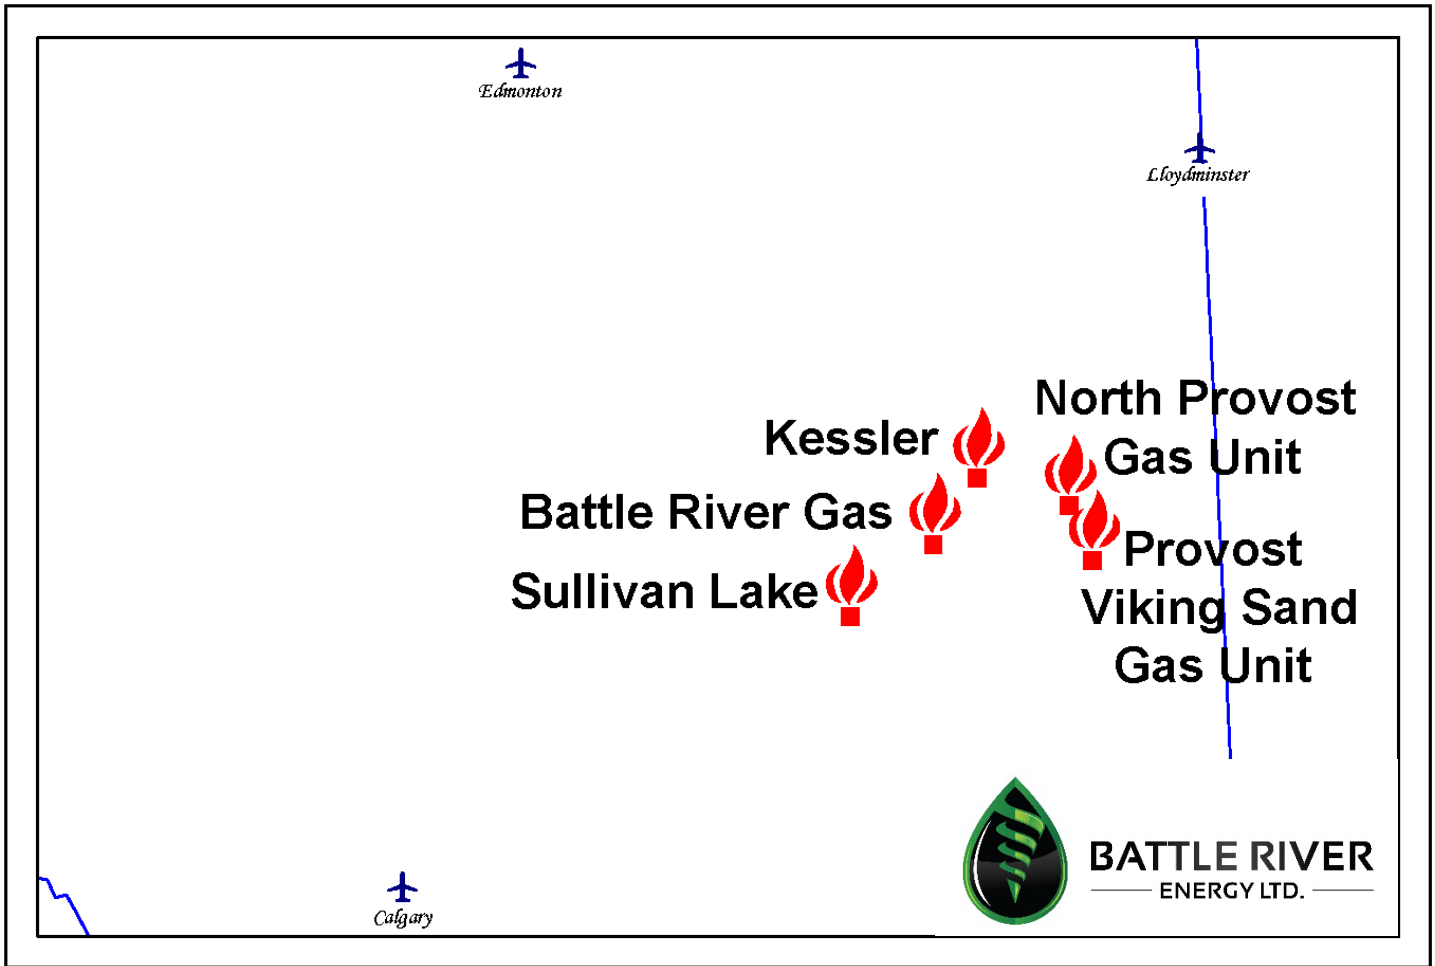 Edmonton
Lloydminster
North Provost
Gas Unit
Kessler
Battle River Gas
Sullivan Lake
Provost
Viking Sand
Gas Unit
Calgary
BATTLE RIVER
ENERGY LTD.